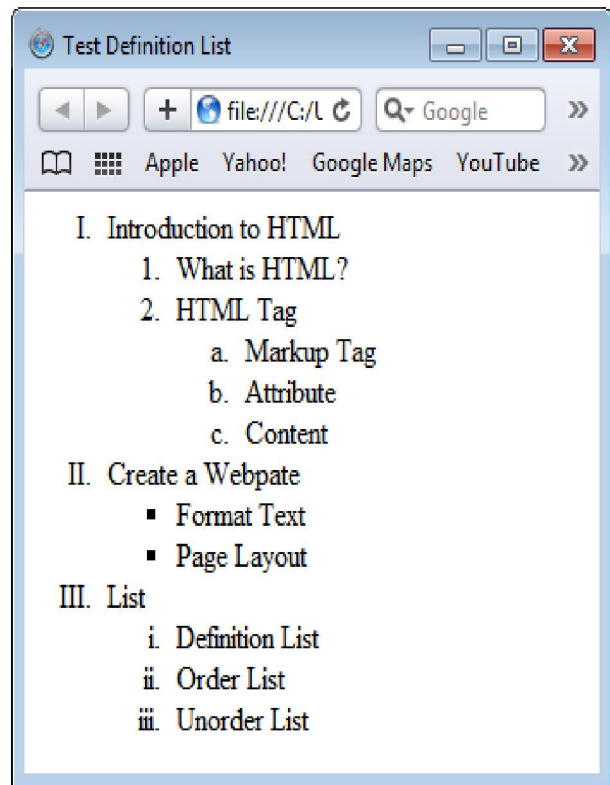 Test Definition List
file:///C:/L Google
Apple Yahoo! Google Maps YouTube
I. Introduction to HTML
1. What is HTML?
2. HTML Tag
a. Markup Tag
b. Attribute
c. Content
II. Create a Webpate
▪ Format Text
▪ Page Layout
III. List
i. Definition List
ii. Order List
iii. Unorder List